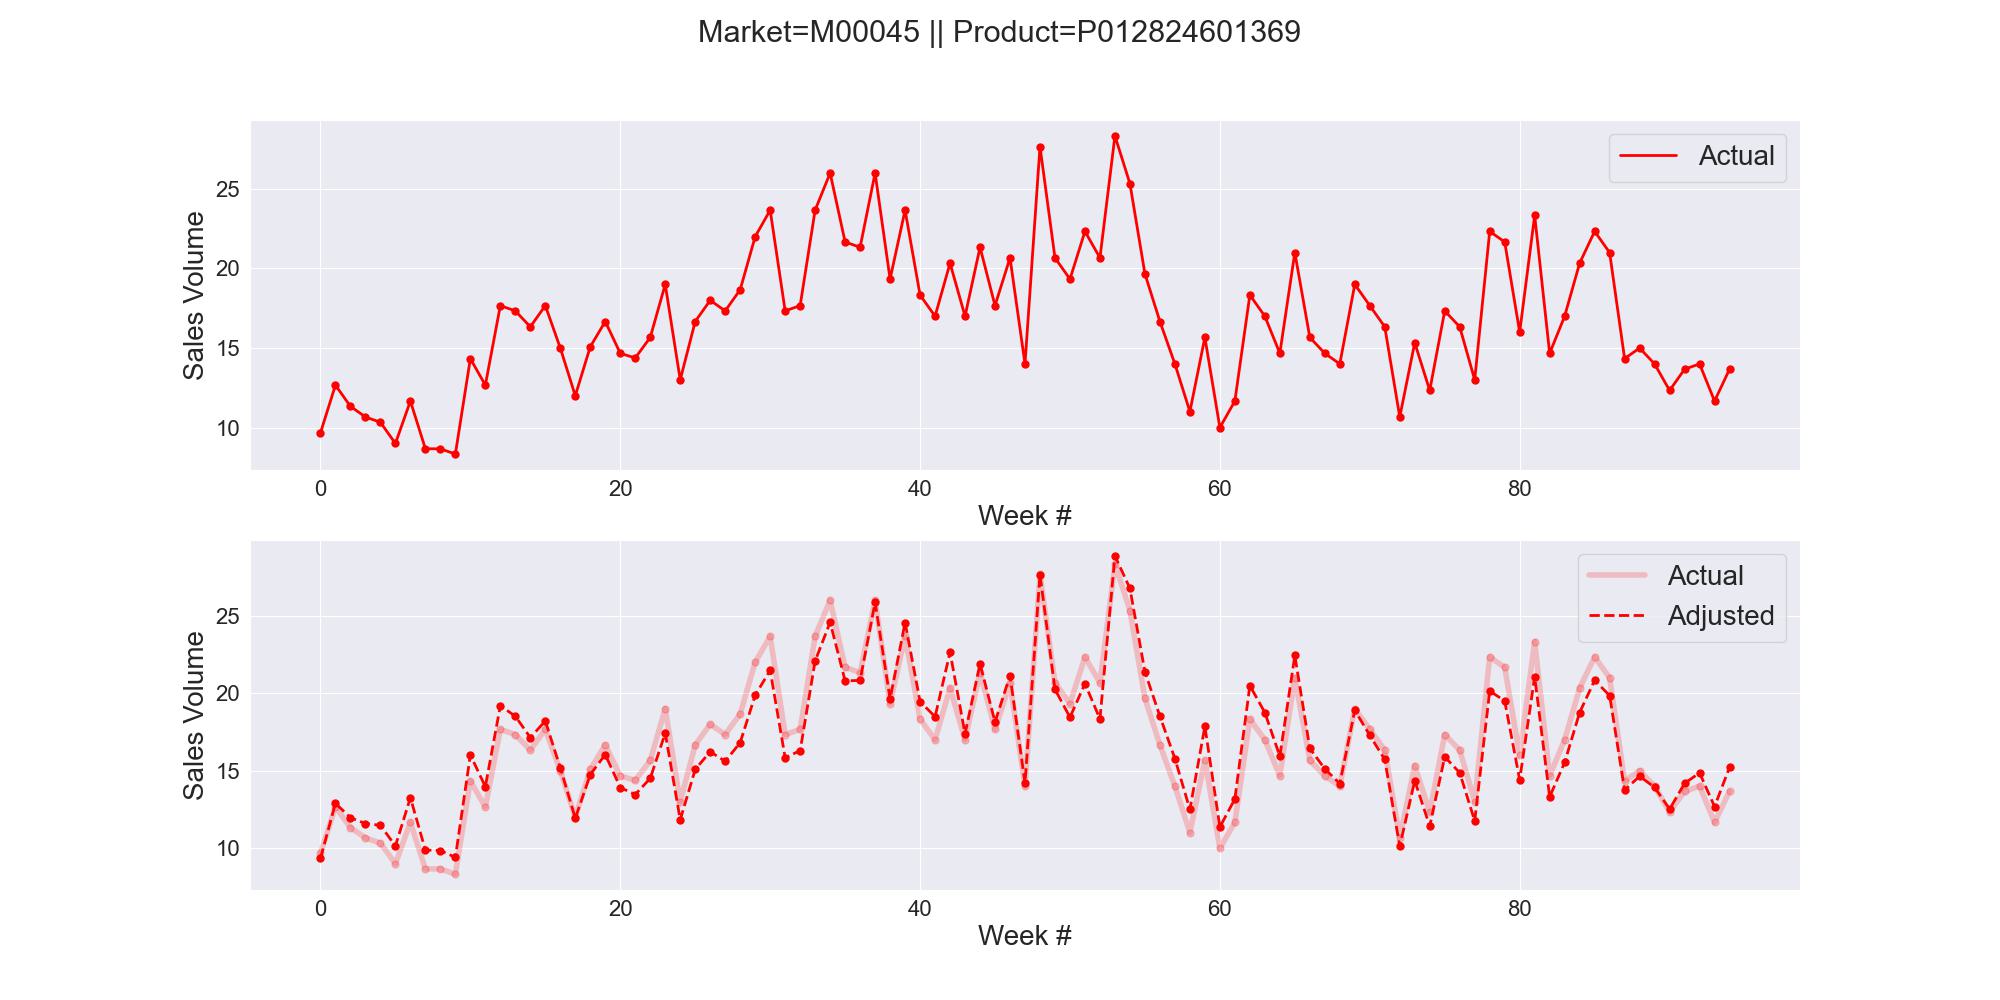 Market=M00045 || Product=P012824601369
Actual
25
20
15
10
Sales Volume
0 20 40 60 80
Week #
Actual
Adjusted
25
20
15
10
Sales Volume
0 20 40 60 80
Week #